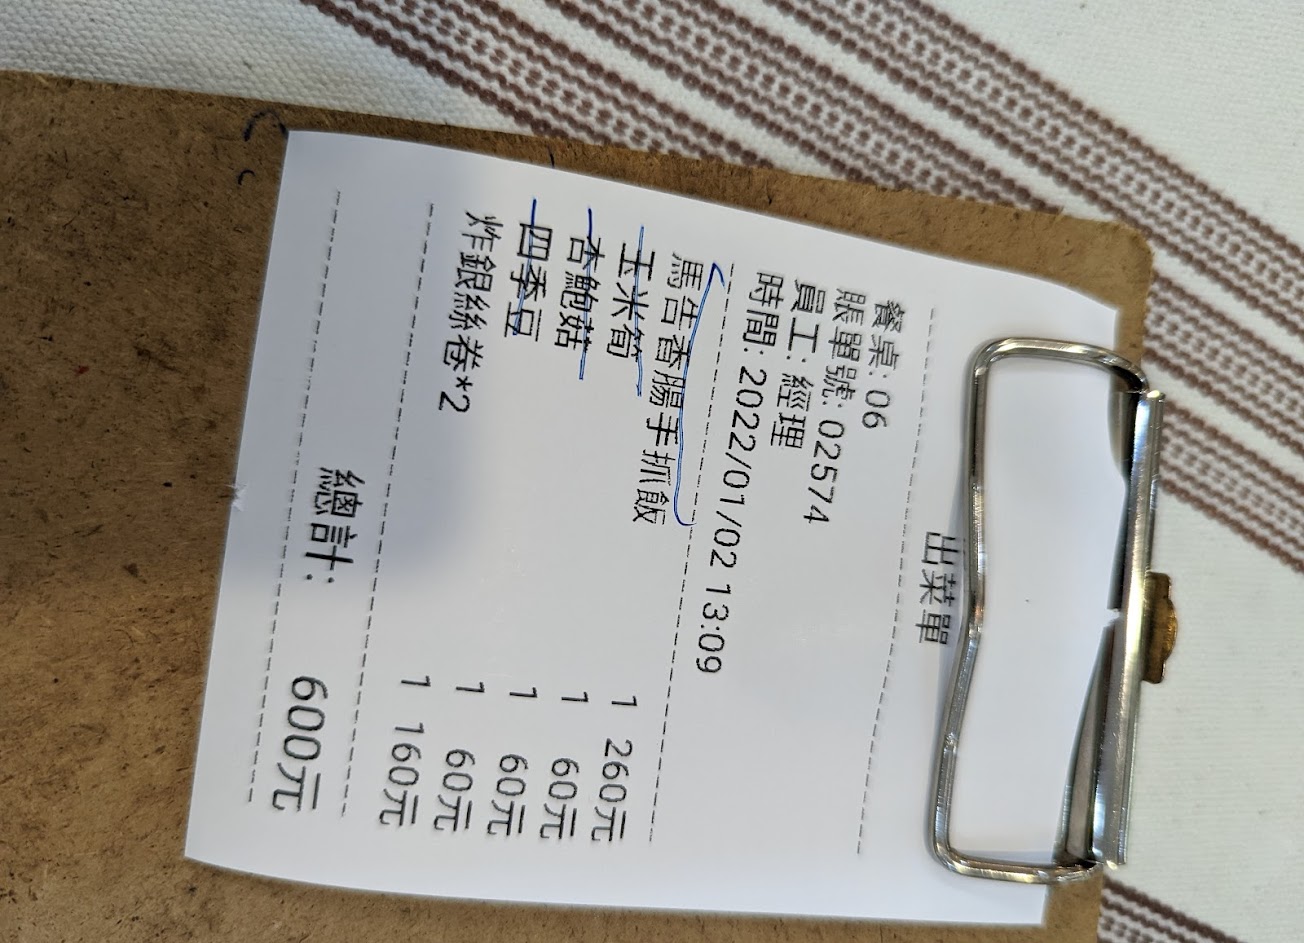 出菜單
餐桌: 06
賬單號: 02574
員工: 經理
時間: 2022/01/02 13:09
馬告香腸手抓飯 1 260元
玉米筍 1 60元
杏鮑菇 1 60元
四季豆 1 60元
炸銀絲卷*2 1 160元
總計: 600元